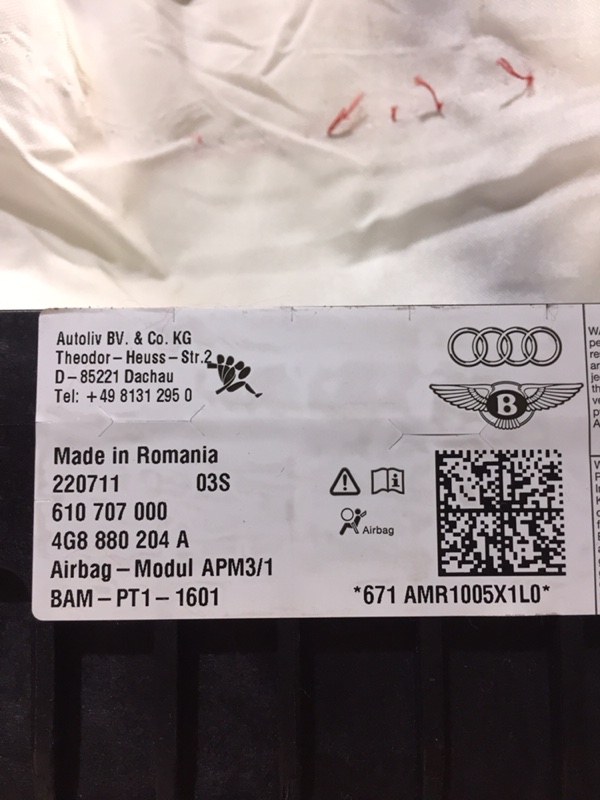 Autoliv BV. & Co. KG
Theodor – Heuss – Str.2
D – 85221 Dachau
Tel: +49 8131 295 0
B
Made in Romania
220711 03S
610 707 000
4G8 880 204 A
Airbag – Modul APM3/1
BAM – PT1 – 1601
Airbag
*671 AMR1005X1L0*